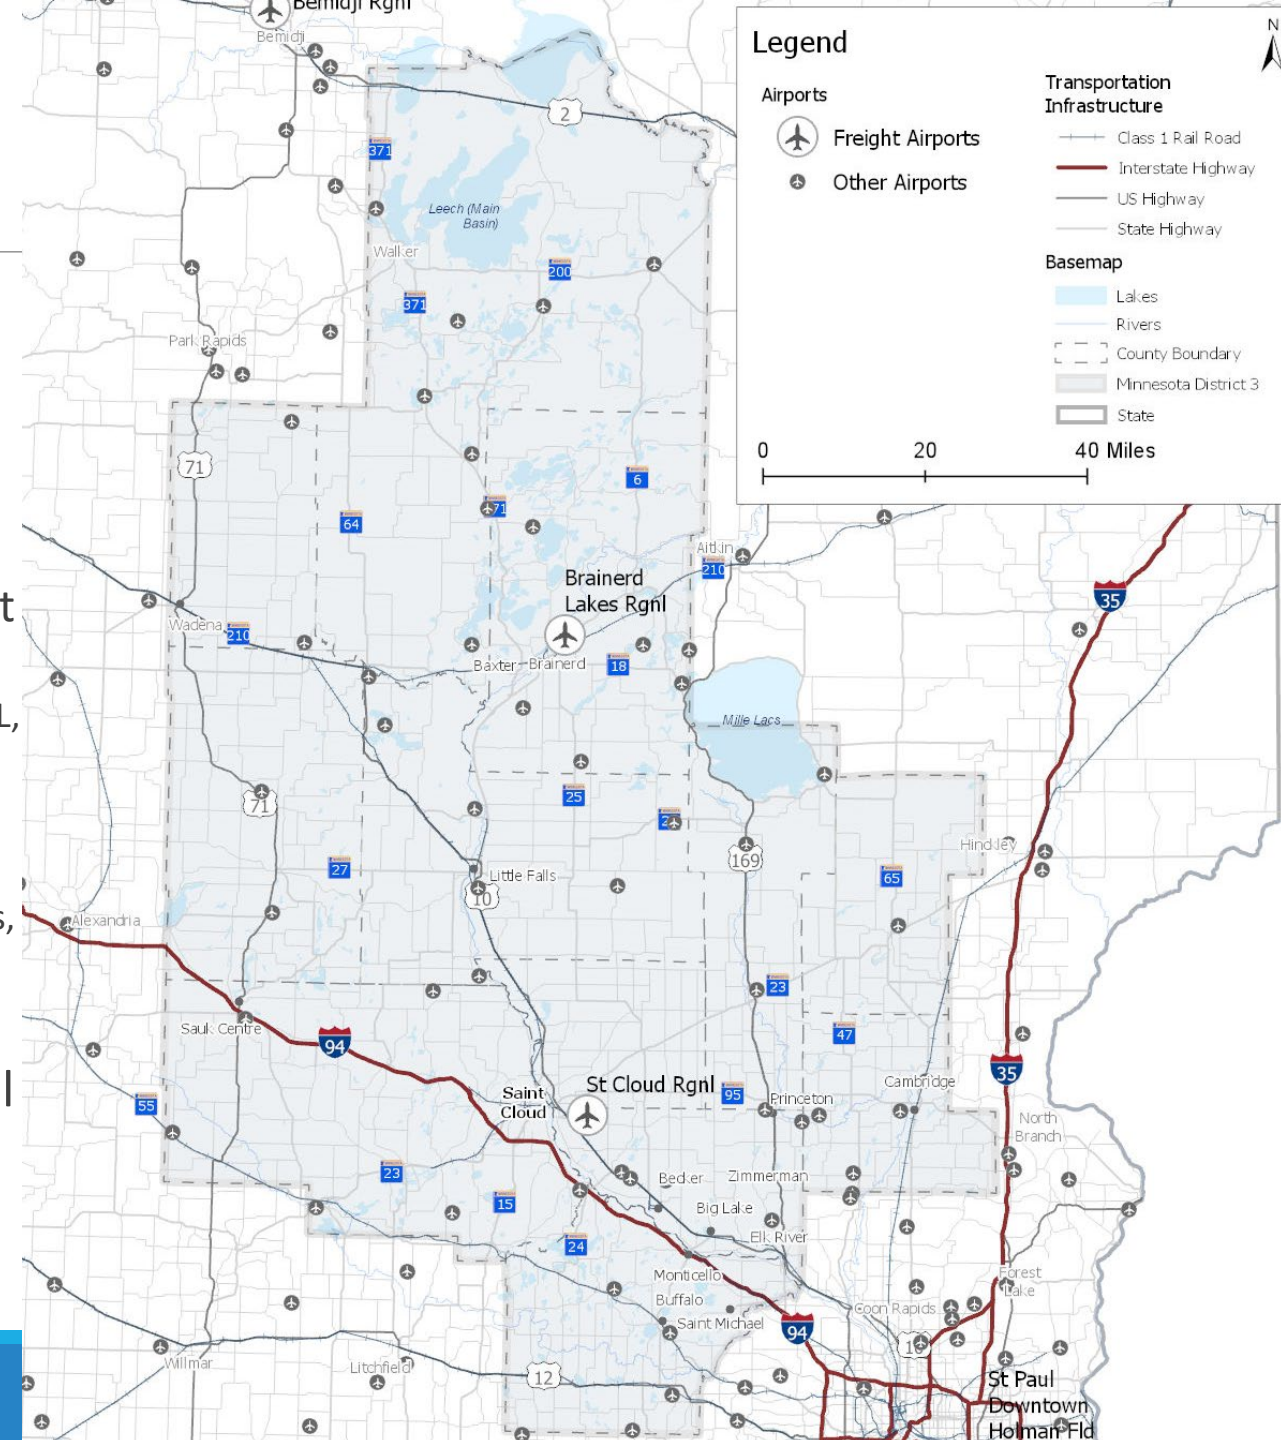 Bemidji Rgnl
Bemidji
Legend
N
Airports
Freight Airports
Other Airports
Transportation
Infrastructure
Class 1 Rail Road
Interstate Highway
US Highway
State Highway
Basemap
Lakes
Rivers
County Boundary
Minnesota District 3
State
0 20 40 Miles
2
371
Leech (Main
Basin)
Walker
200
371
Park Rapids
71
6
64
Aitkin
210
Brainerd
Lakes Rgnl
35
t
Wadena
210
Baxter
Brainerd
18
L,
Mille Lacs
71
25
169
Hinckley
27
65
Little Falls
10
s,
Alexandria
23
Sauk Centre
94
47
35
l
55
Saint
Cloud
St Cloud Rgnl
95
Princeton
Cambridge
North
Branch
23
15
Becker
Zimmerman
Big Lake
24
Elk River
Monticello
Forest
Lake
Buffalo
Saint Michael
Coon Rapids
94
Willmar
Litchfield
12
St Paul
Downtown
Holman Fld